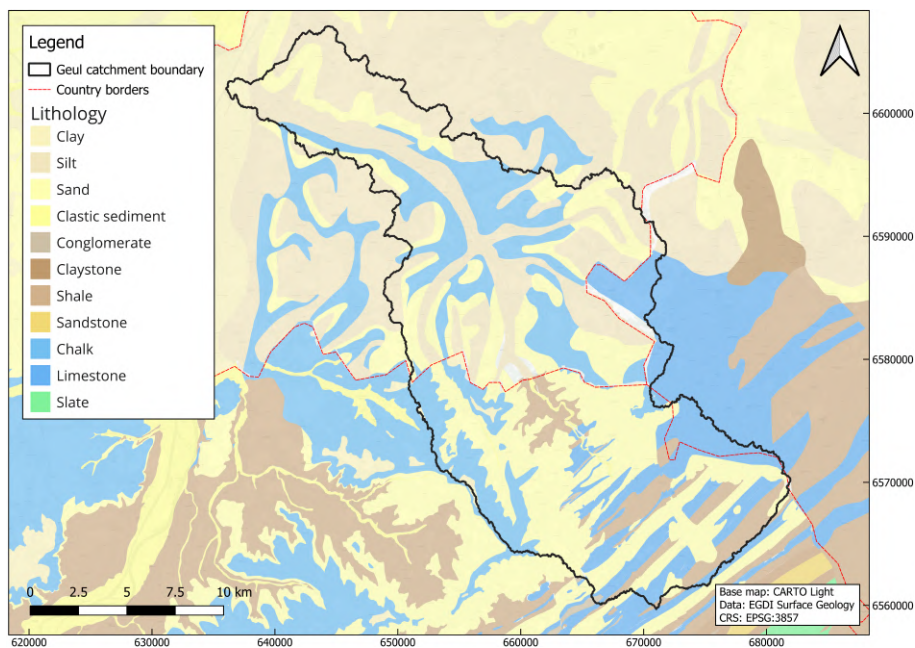 Legend
Geul catchment boundary
Country borders
Lithology
Clay
Silt
Sand
Clastic sediment
Conglomerate
Claystone
Shale
Sandstone
Chalk
Limestone
Slate
6600000
6590000
6580000
6570000
6560000
0 2.5 5 7.5 10 km
Base map: CARTO Light
Data: EGDI Surface Geology
CRS: EPSG:3857
620000 630000 640000 650000 660000 670000 680000